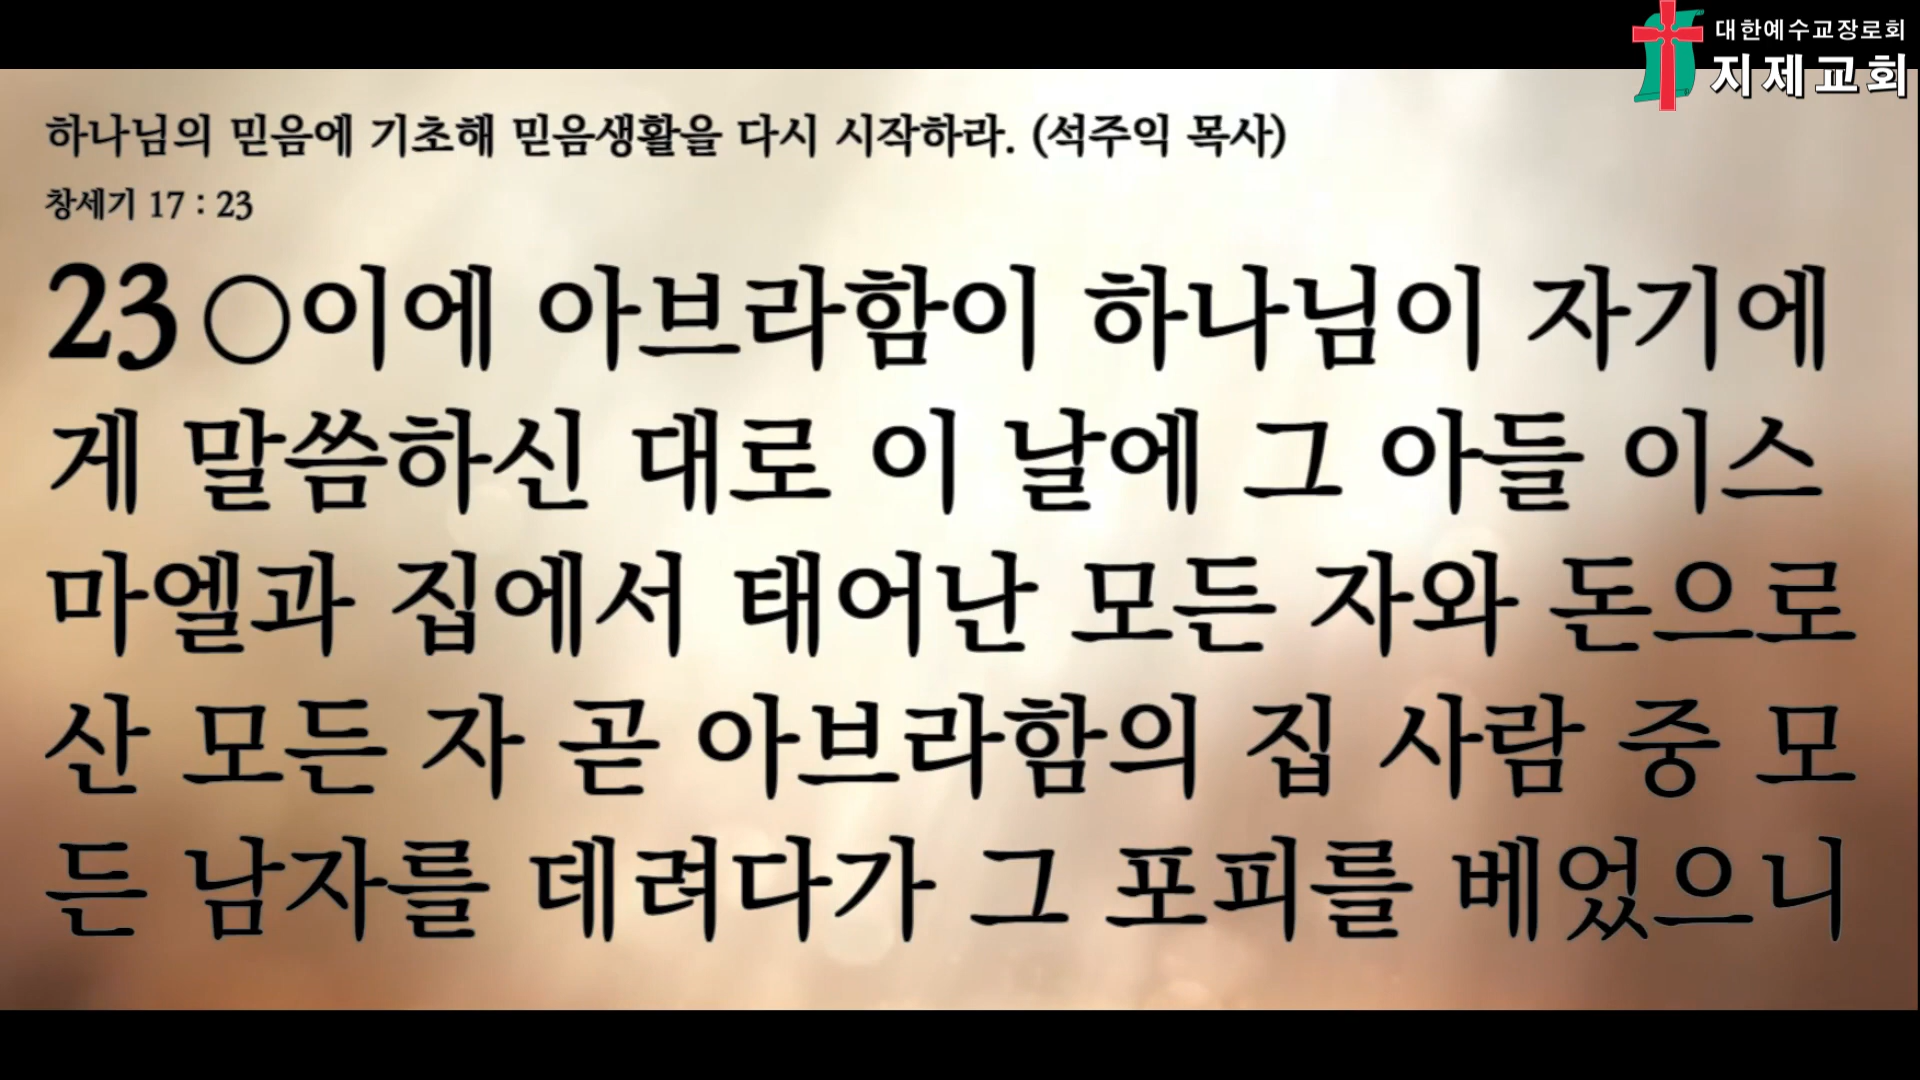 대한예수교장로회
지제교회
하나님의 믿음에 기초해 믿음생활을 다시 시작하라. (석주익 목사)
창세기 17 : 23
23 ○이에 아브라함이 하나님이 자기에
게 말씀하신 대로 이 날에 그 아들 이스
마엘과 집에서 태어난 모든 자와 돈으로
산 모든 자 곧 아브라함의 집 사람 중 모
든 남자를 데려다가 그 포피를 베었으니